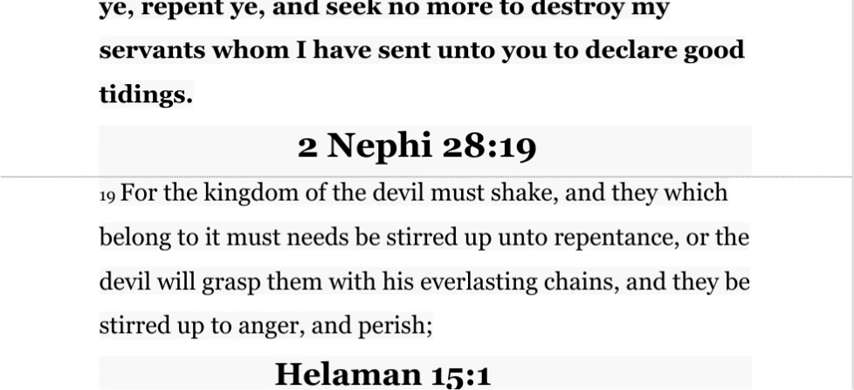 ye, repent ye, and seek no more to destroy my
servants whom I have sent unto you to declare good
tidings.
2 Nephi 28:19
19 For the kingdom of the devil must shake, and they which
belong to it must needs be stirred up unto repentance, or the
devil will grasp them with his everlasting chains, and they be
stirred up to anger, and perish;
Helaman 15:1